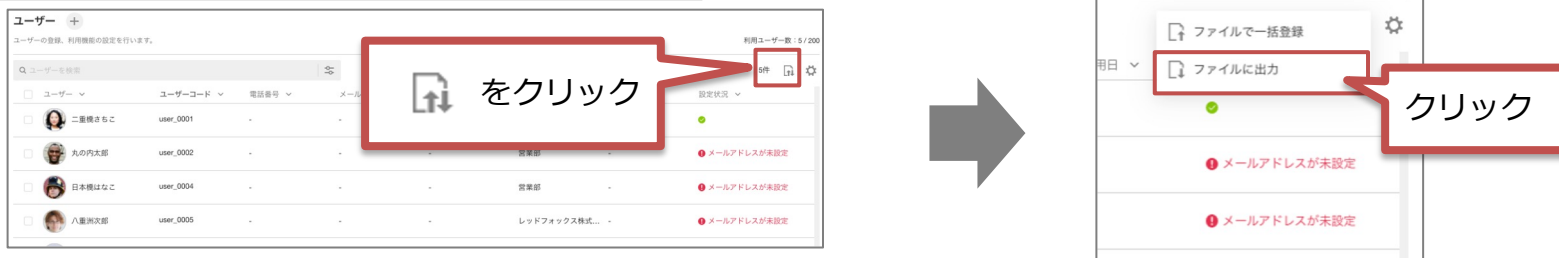 ユーザー
ユーザーの登録、利用機能の設定を行います。
利用ユーザー数：5 / 200
ユーザーを検索
5件
ユーザー
ユーザーコード
電話番号
メール
設定状況
二重橋さちこ
user_0001
-
-
丸の内太郎
user_0002
-
-
-
営業部
-
メールアドレスが未設定
日本橋はなこ
user_0004
-
-
-
営業部
-
メールアドレスが未設定
八重洲次郎
user_0005
-
-
-
レッドフォックス株式... -
メールアドレスが未設定
をクリック
ファイルで一括登録
用日
ファイルに出力
メールアドレスが未設定
メールアドレスが未設定
クリック